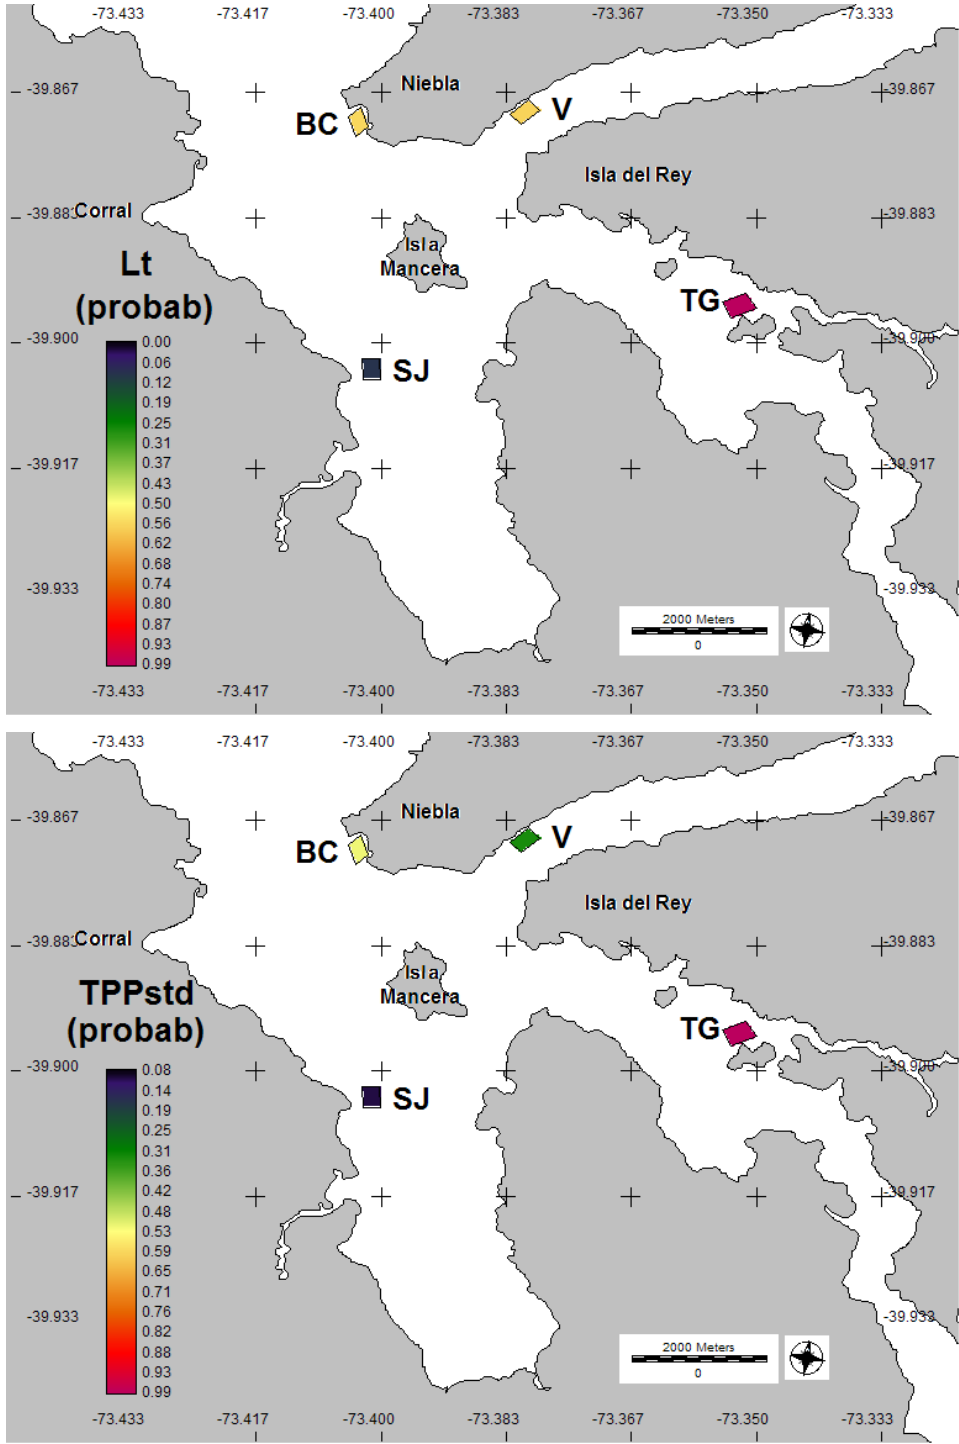 -73.433 -73.417 -73.400 -73.383 -73.367 -73.350 -73.333
Niebla
-39.867 -39.867
BC V
Isla del Rey
-39.883 Corral -39.883
Isla
Mancera
Lt
(probab)
TG
-39.900 -39.900
SJ
0.00
0.06
0.12
0.19
0.25
0.31
0.37
0.43
0.50
0.56
0.62
0.68
0.74
0.80
0.87
0.93
0.99
-39.917 -39.917
-39.933 -39.933
2000 Meters
0
-73.433 -73.417 -73.400 -73.383 -73.367 -73.350 -73.333
-73.433 -73.417 -73.400 -73.383 -73.367 -73.350 -73.333
Niebla
-39.867 -39.867
BC V
Isla del Rey
-39.883 Corral -39.883
Isla
Mancera
TPPstd
(probab)
TG
-39.900 -39.900
SJ
0.08
0.14
0.19
0.25
0.31
0.36
0.42
0.48
0.53
0.59
0.65
0.71
0.76
0.82
0.88
0.93
0.99
-39.917 -39.917
-39.933 -39.933
2000 Meters
0
-73.433 -73.417 -73.400 -73.383 -73.367 -73.350 -73.333